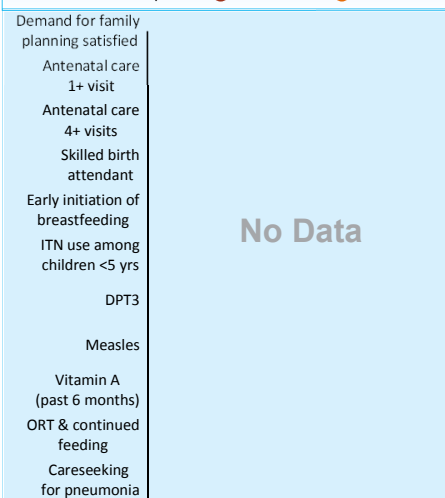 Demand for family
planning satisfied
Antenatal care
1+ visit
Antenatal care
4+ visits
Skilled birth
attendant
Early initiation of
breastfeeding
ITN use among
children <5 yrs
DPT3
Measles
Vitamin A
(past 6 months)
ORT & continued
feeding
Careseeking
for pneumonia
No Data